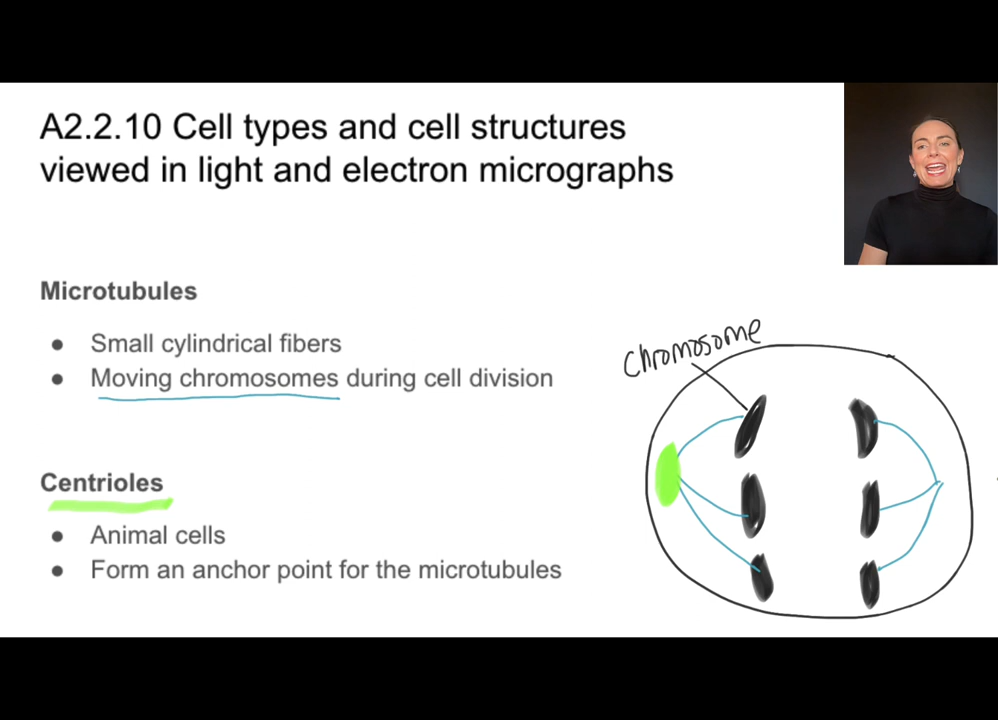 A2.2.10 Cell types and cell structures
viewed in light and electron micrographs
Microtubules
● Small cylindrical fibers
● Moving chromosomes during cell division
chromosome
Centrioles
● Animal cells
● Form an anchor point for the microtubules